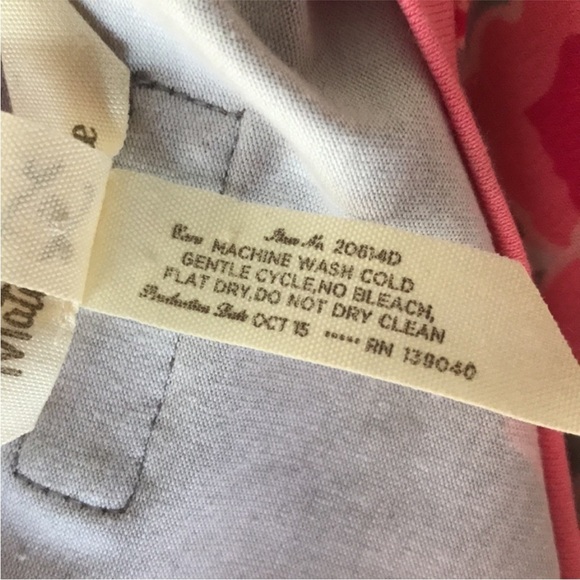 Item No. 20614D
Care MACHINE WASH COLD
GENTLE CYCLE,NO BLEACH,
FLAT DRY,DO NOT DRY CLEAN
Production Date OCT 15 ••••• RN 139040
Mat